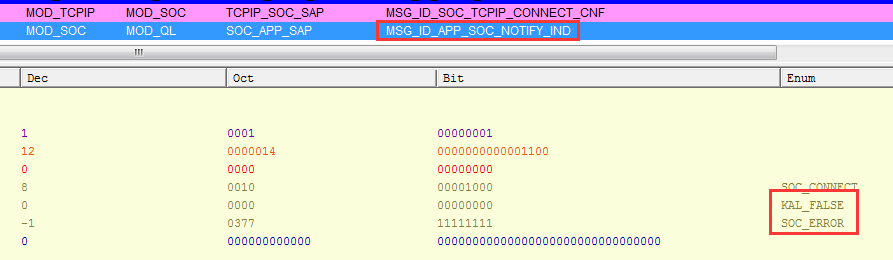 MOD_TCPIP MOD_SOC TCPIP_SOC_SAP MSG_ID_SOC_TCPIP_CONNECT_CNF
MOD_SOC MOD_QL SOC_APP_SAP MSG_ID_APP_SOC_NOTIFY_IND
Dec Oct Bit Enum
1 0001 00000001
12 0000014 0000000000001100
0 0000 00000000
8 0010 00001000 SOC_CONNECT
0 0000 00000000 KAL_FALSE
-1 0377 11111111 SOC_ERROR
0 000000000000 00000000000000000000000000000000